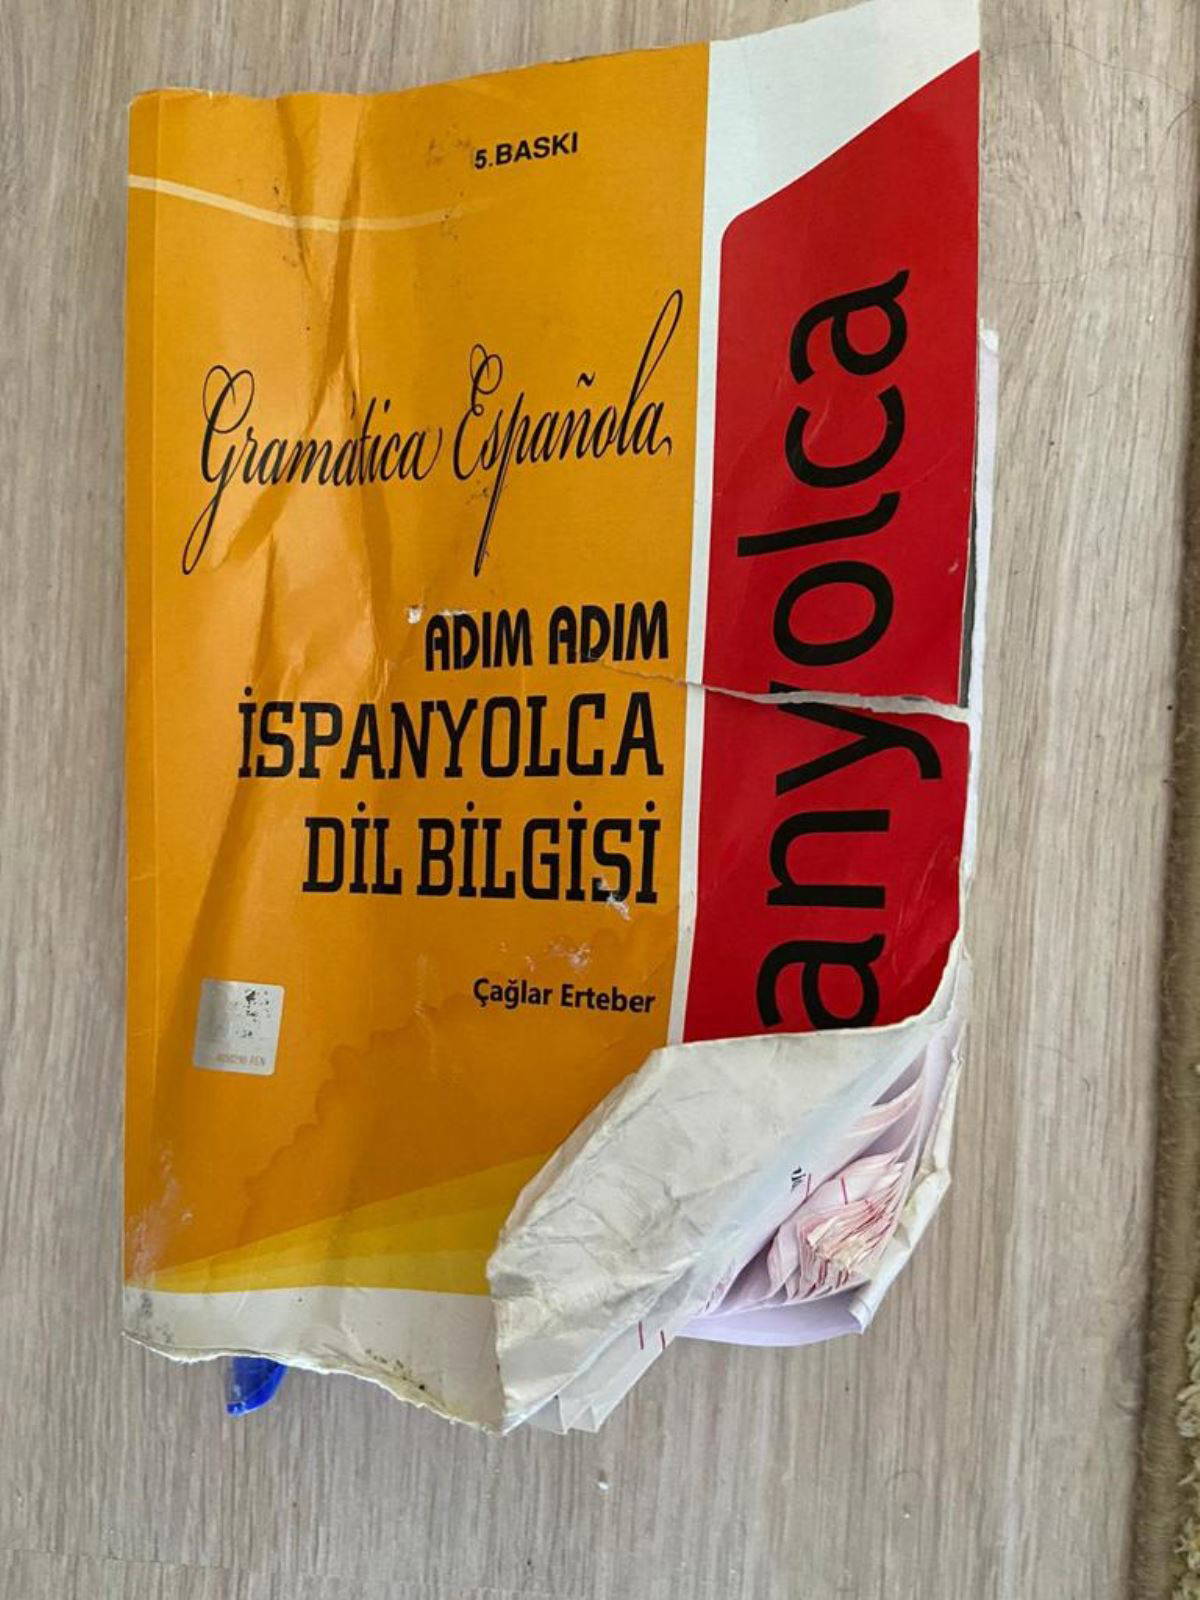 5.BASKI
Gramática Española
ADIM ADIM
İSPANYOLCA
DİL BİLGİSİ
Çağlar Erteber
anyolca